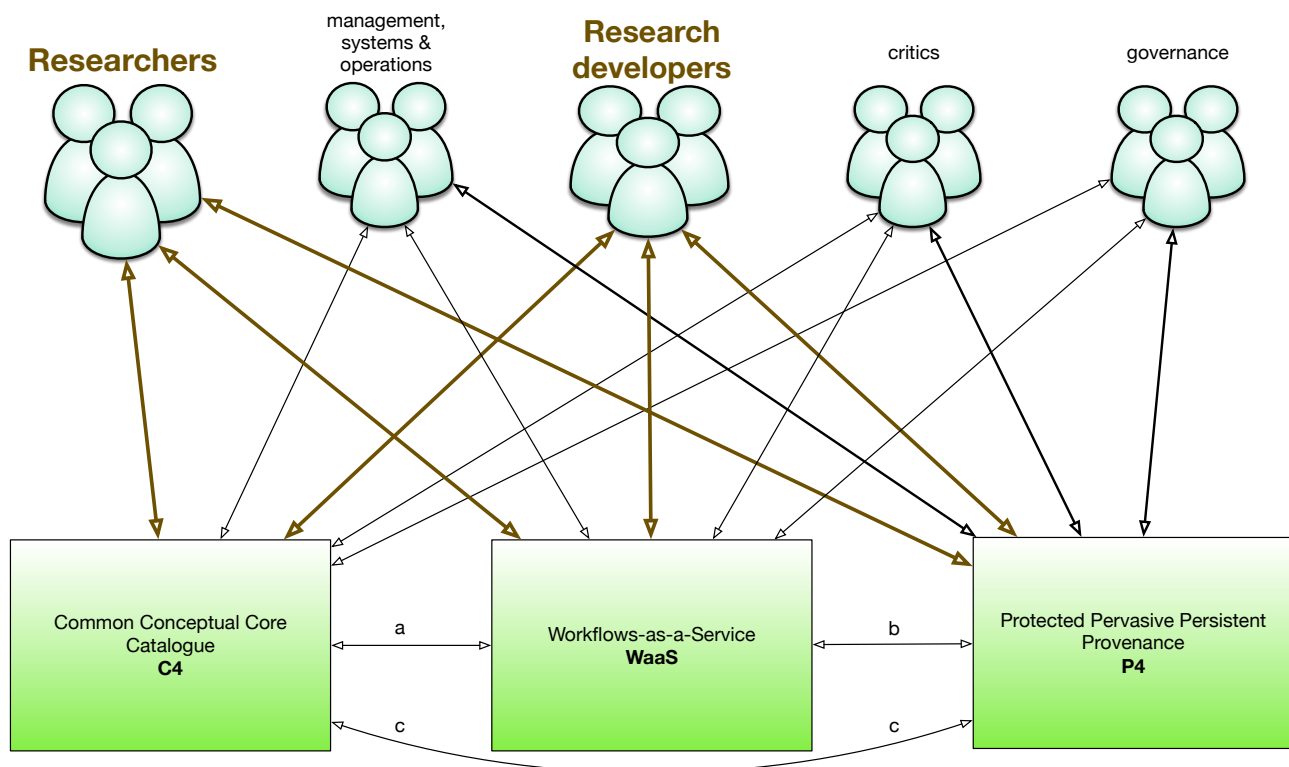 management,
systems &
operations
Researchers
Research
developers
critics
governance
Common Conceptual Core
Catalogue
C4
a
Workflows-as-a-Service
WaaS
b
Protected Pervasive Persistent
Provenance
P4
c
c